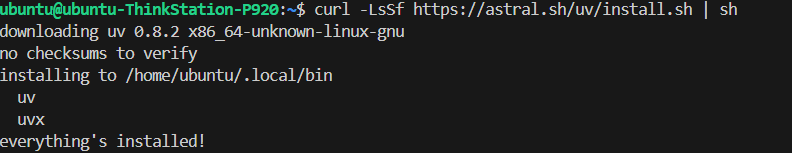 ubuntu@ubuntu-ThinkStation-P920:~$ curl -LsSf https://astral.sh/uv/install.sh | sh
downloading uv 0.8.2 x86_64-unknown-linux-gnu
no checksums to verify
installing to /home/ubuntu/.local/bin
  uv
  uvx
everything's installed!